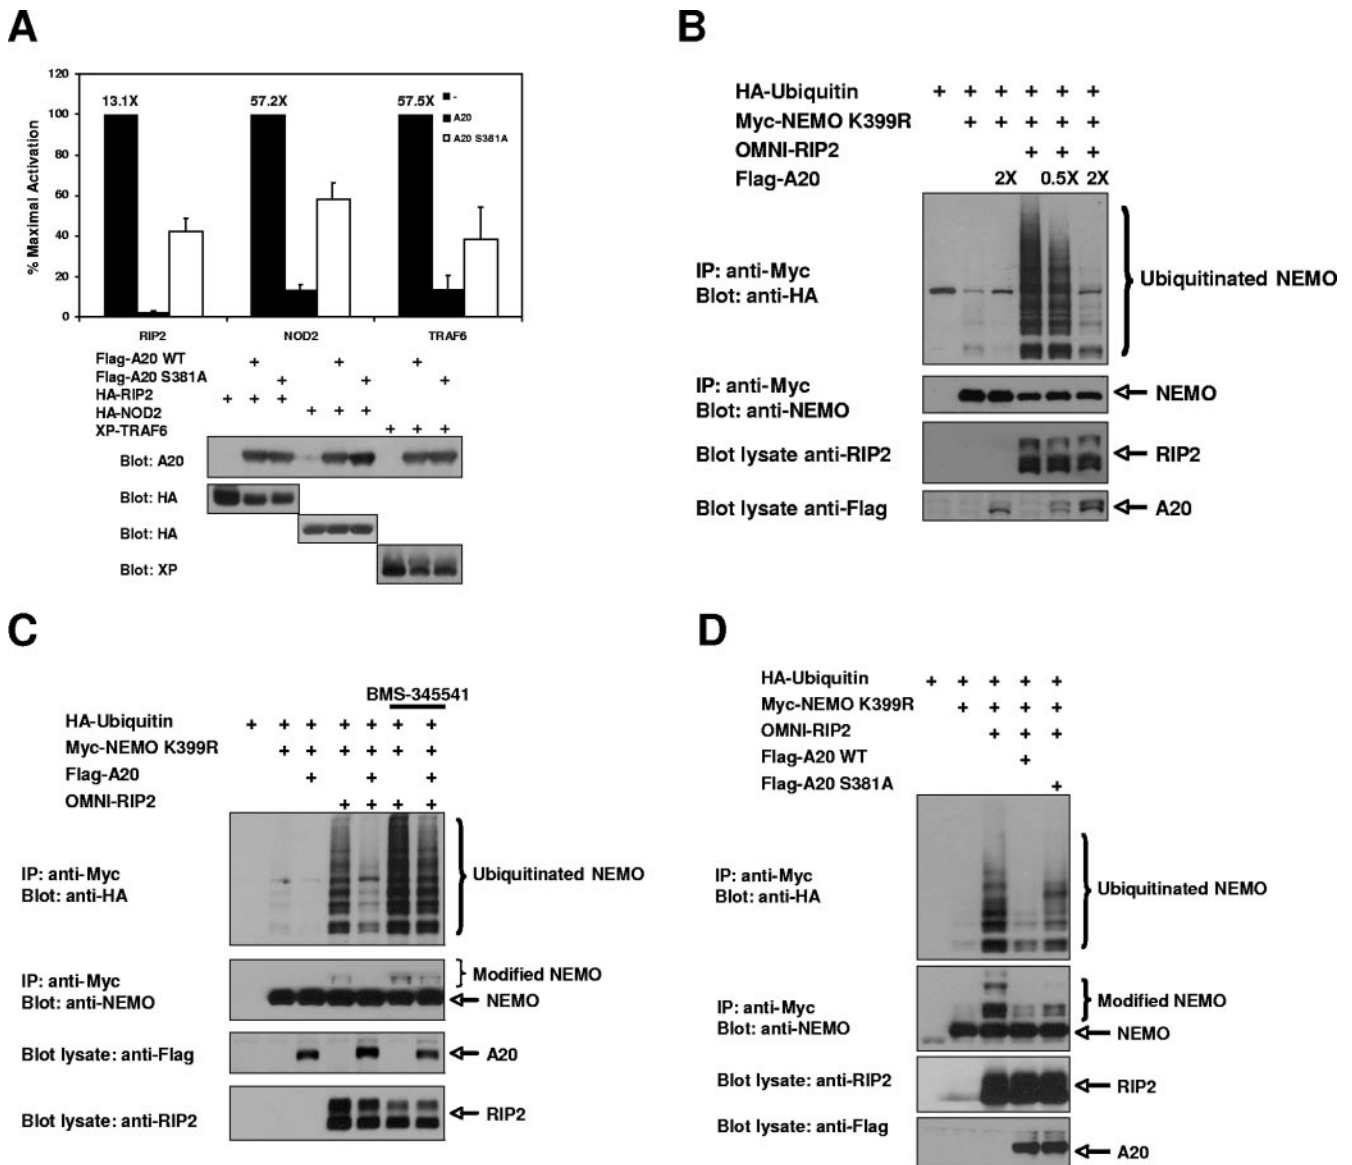 A
120
100
80
60
40
20
0
% Maximal Activation
13.1X
57.2X
57.5X
-
A20
A20 S381A
RIP2
NOD2
TRAF6
Flag-A20 WT + + +
Flag-A20 S381A + + +
HA-RIP2 + + +
HA-NOD2 + + +
XP-TRAF6 + + +
Blot: A20
Blot: HA
Blot: HA
Blot: XP
B
HA-Ubiquitin + + + + + +
Myc-NEMO K399R + + + + +
OMNI-RIP2 + + +
Flag-A20 2X 0.5X 2X
IP: anti-Myc
Blot: anti-HA
Ubiquitinated NEMO
IP: anti-Myc
Blot: anti-NEMO
NEMO
Blot lysate anti-RIP2
RIP2
Blot lysate anti-Flag
A20
C
BMS-345541
HA-Ubiquitin + + + + + + +
Myc-NEMO K399R + + + + + +
Flag-A20 + + +
OMNI-RIP2 + + + +
IP: anti-Myc
Blot: anti-HA
Ubiquitinated NEMO
IP: anti-Myc
Blot: anti-NEMO
Modified NEMO
NEMO
Blot lysate: anti-Flag
A20
Blot lysate: anti-RIP2
RIP2
D
HA-Ubiquitin + + + + +
Myc-NEMO K399R + + + +
OMNI-RIP2 + + +
Flag-A20 WT +
Flag-A20 S381A +
IP: anti-Myc
Blot: anti-HA
Ubiquitinated NEMO
IP: anti-Myc
Blot: anti-NEMO
Modified NEMO
NEMO
Blot lysate: anti-RIP2
RIP2
Blot lysate: anti-Flag
A20